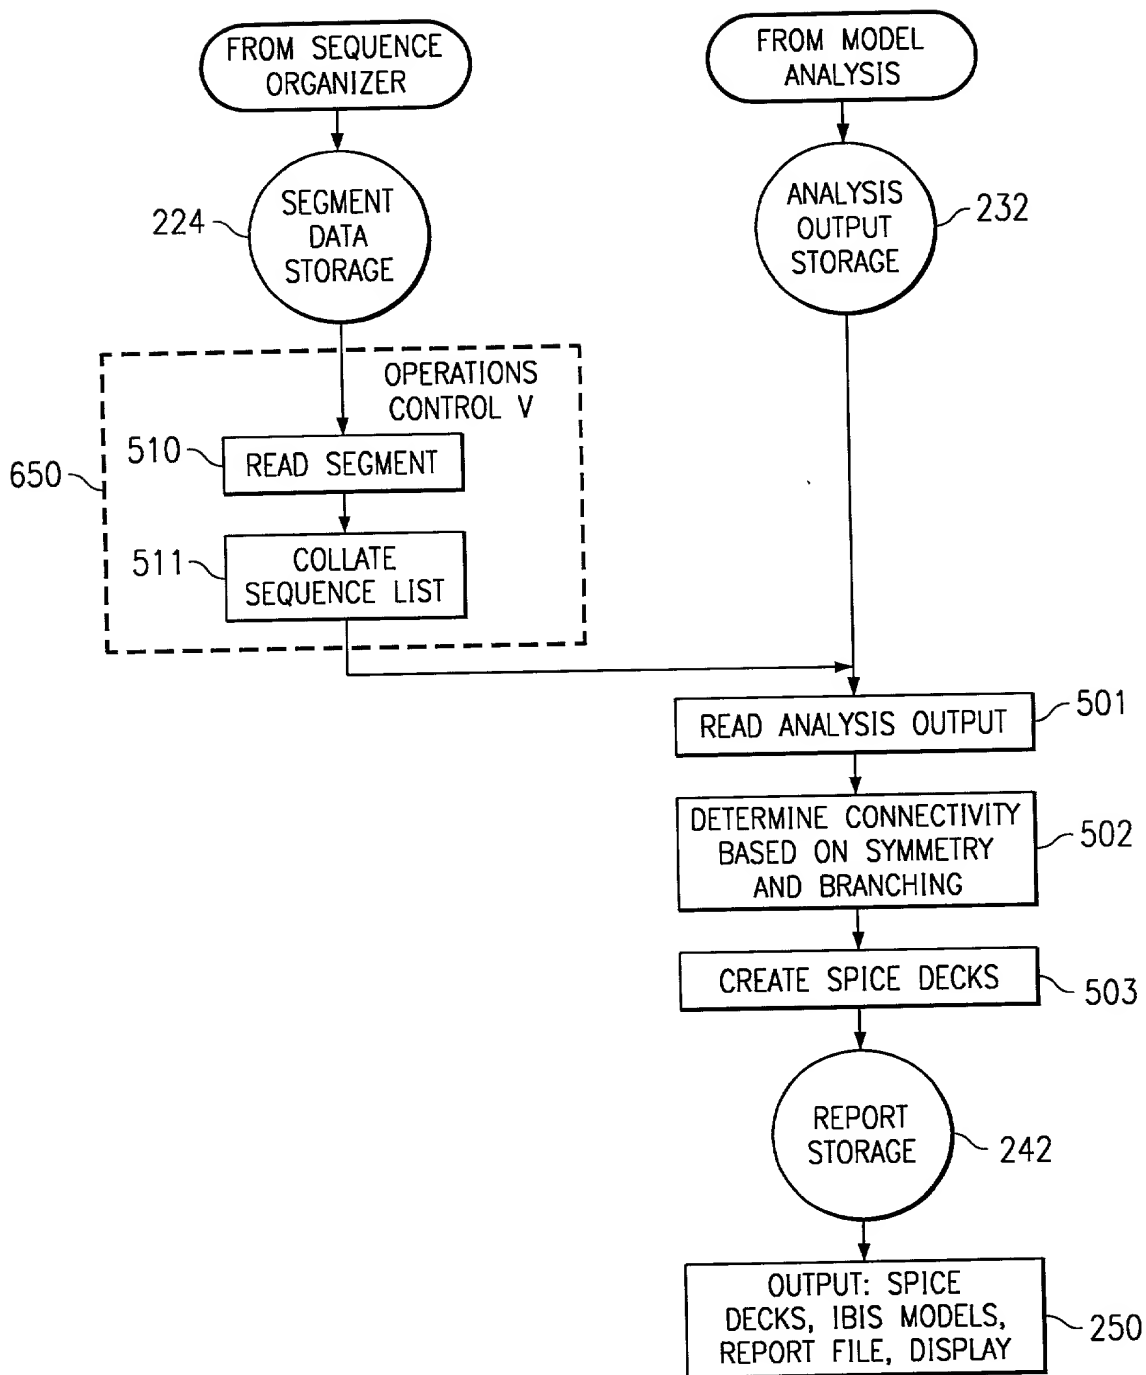 FROM SEQUENCE
ORGANIZER
FROM MODEL
ANALYSIS
224
SEGMENT
DATA
STORAGE
ANALYSIS
OUTPUT
STORAGE
232
OPERATIONS
CONTROL V
650
510
READ SEGMENT
511
COLLATE
SEQUENCE LIST
READ ANALYSIS OUTPUT
501
DETERMINE CONNECTIVITY
BASED ON SYMMETRY
AND BRANCHING
502
CREATE SPICE DECKS
503
REPORT
STORAGE
242
OUTPUT: SPICE
DECKS, IBIS MODELS,
REPORT FILE, DISPLAY
250